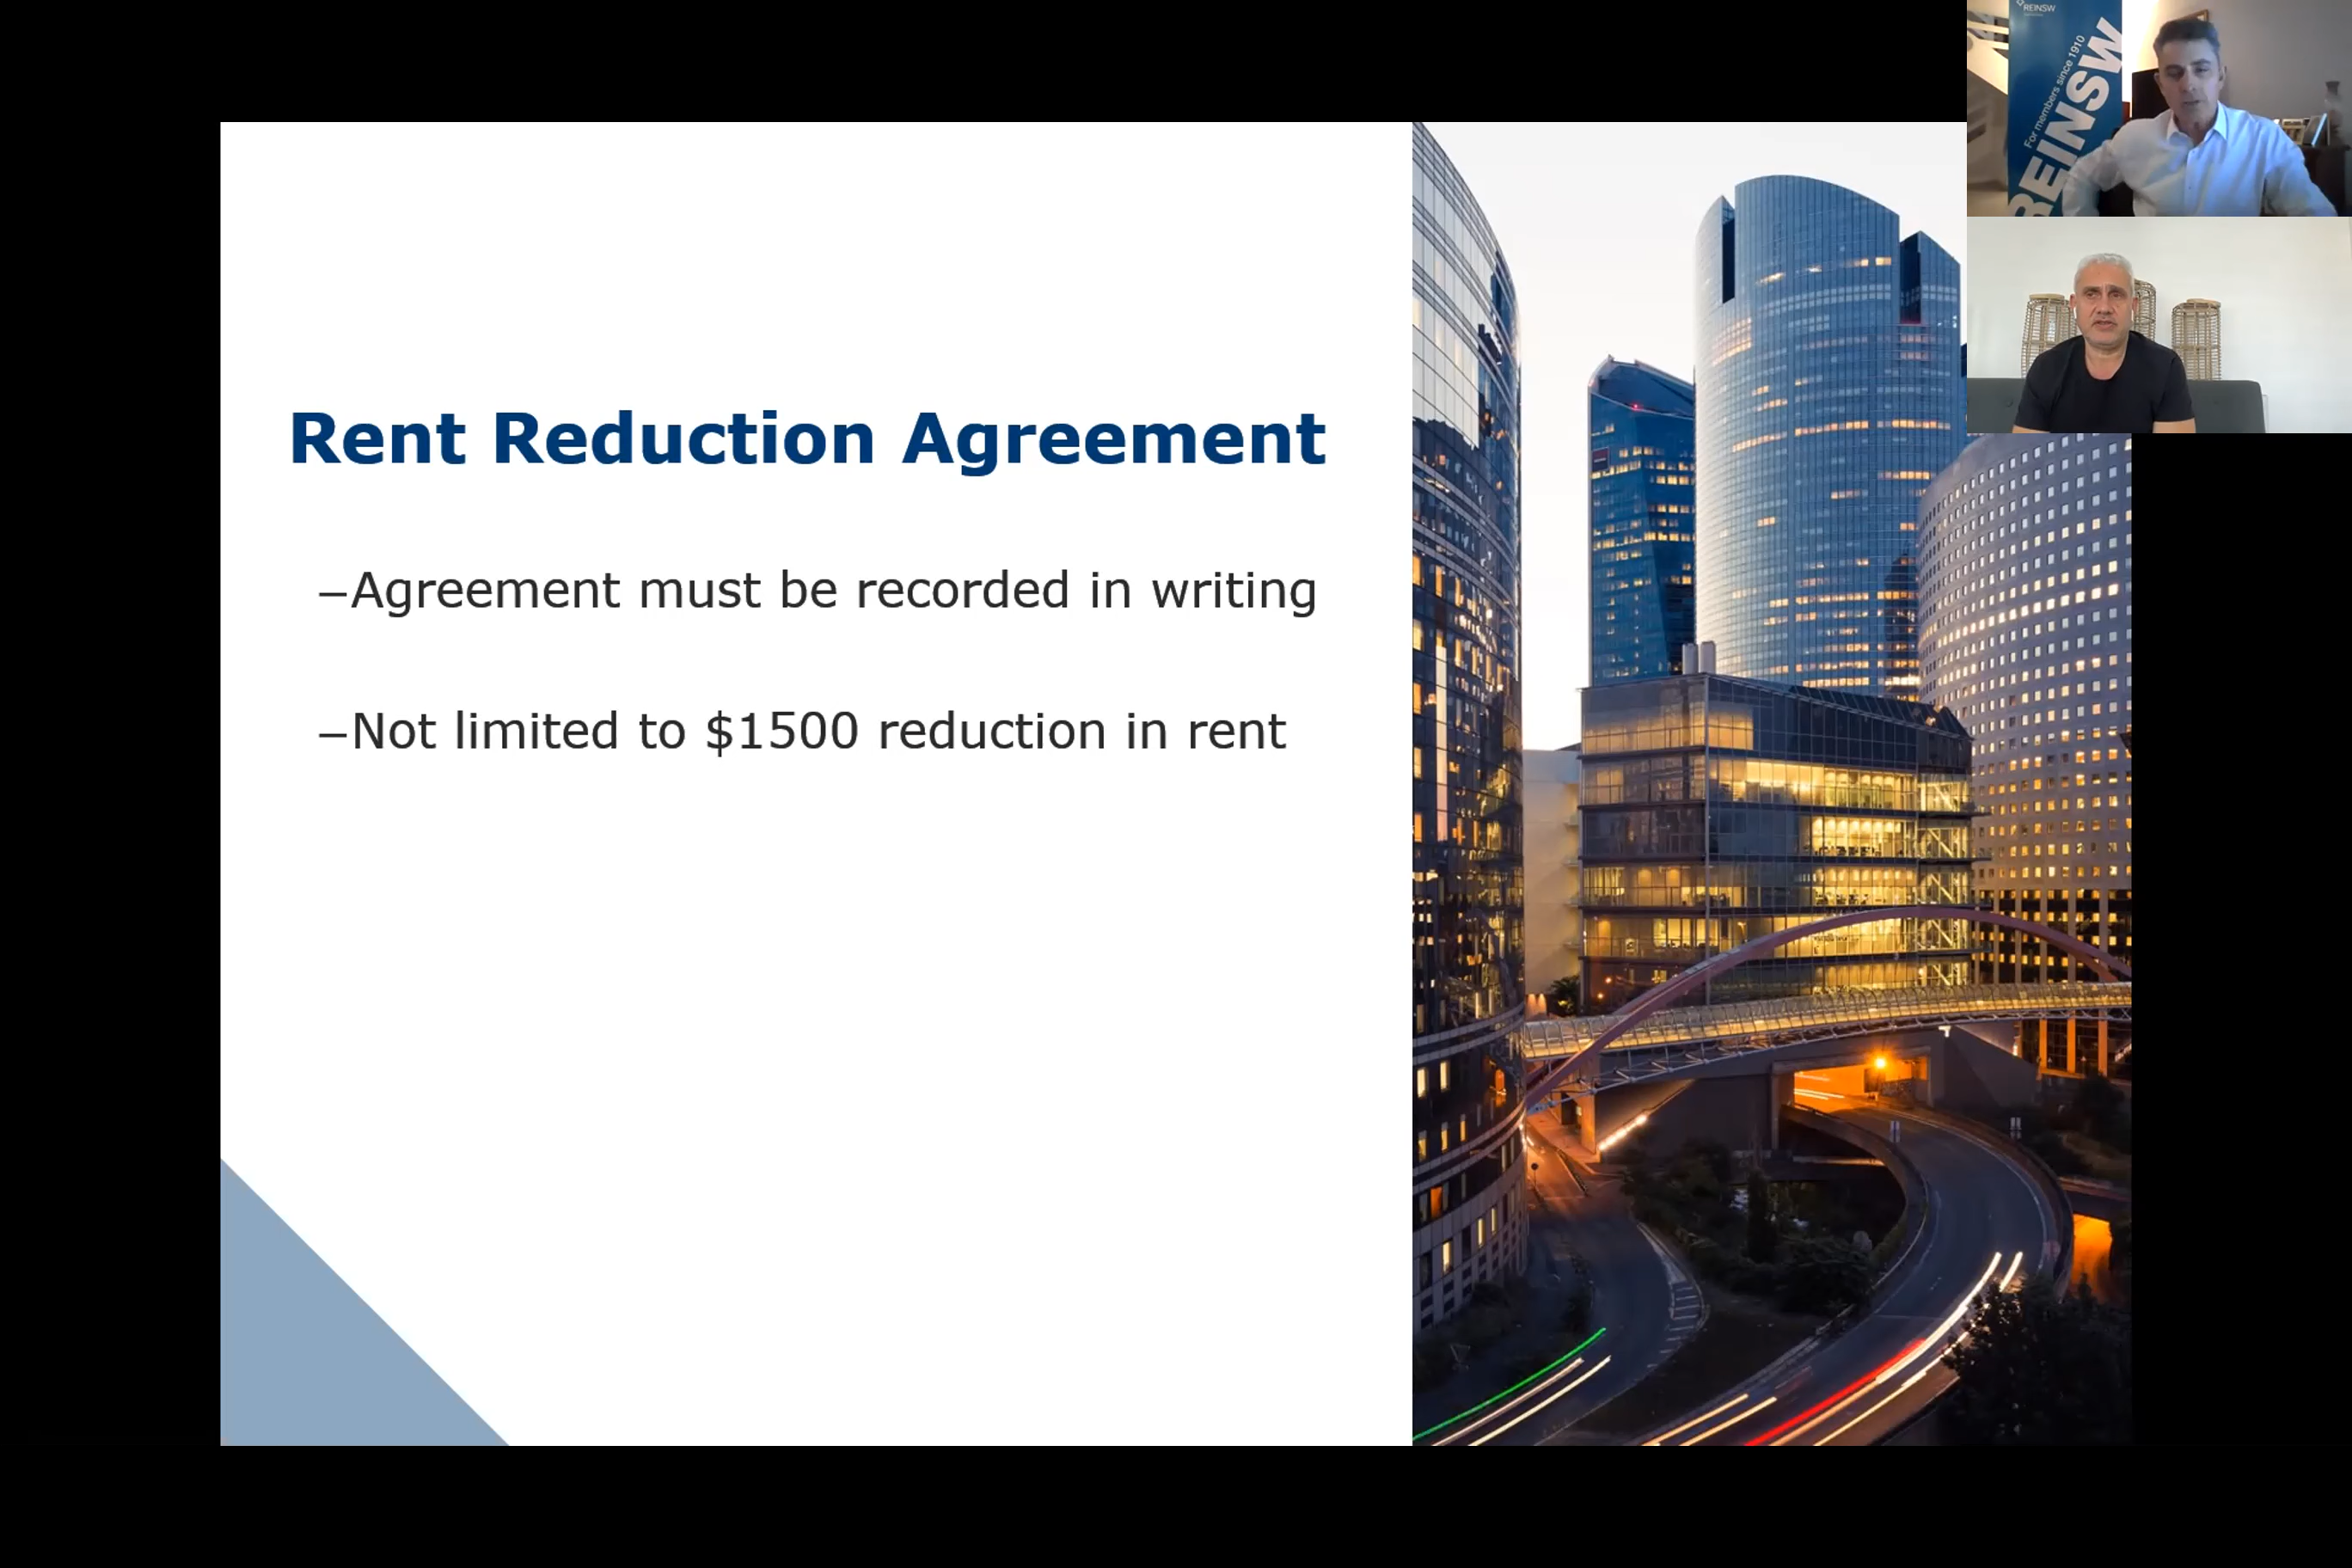 Rent Reduction Agreement
–Agreement must be recorded in writing
–Not limited to $1500 reduction in rent
REINSW
For members since 1910
REINSW